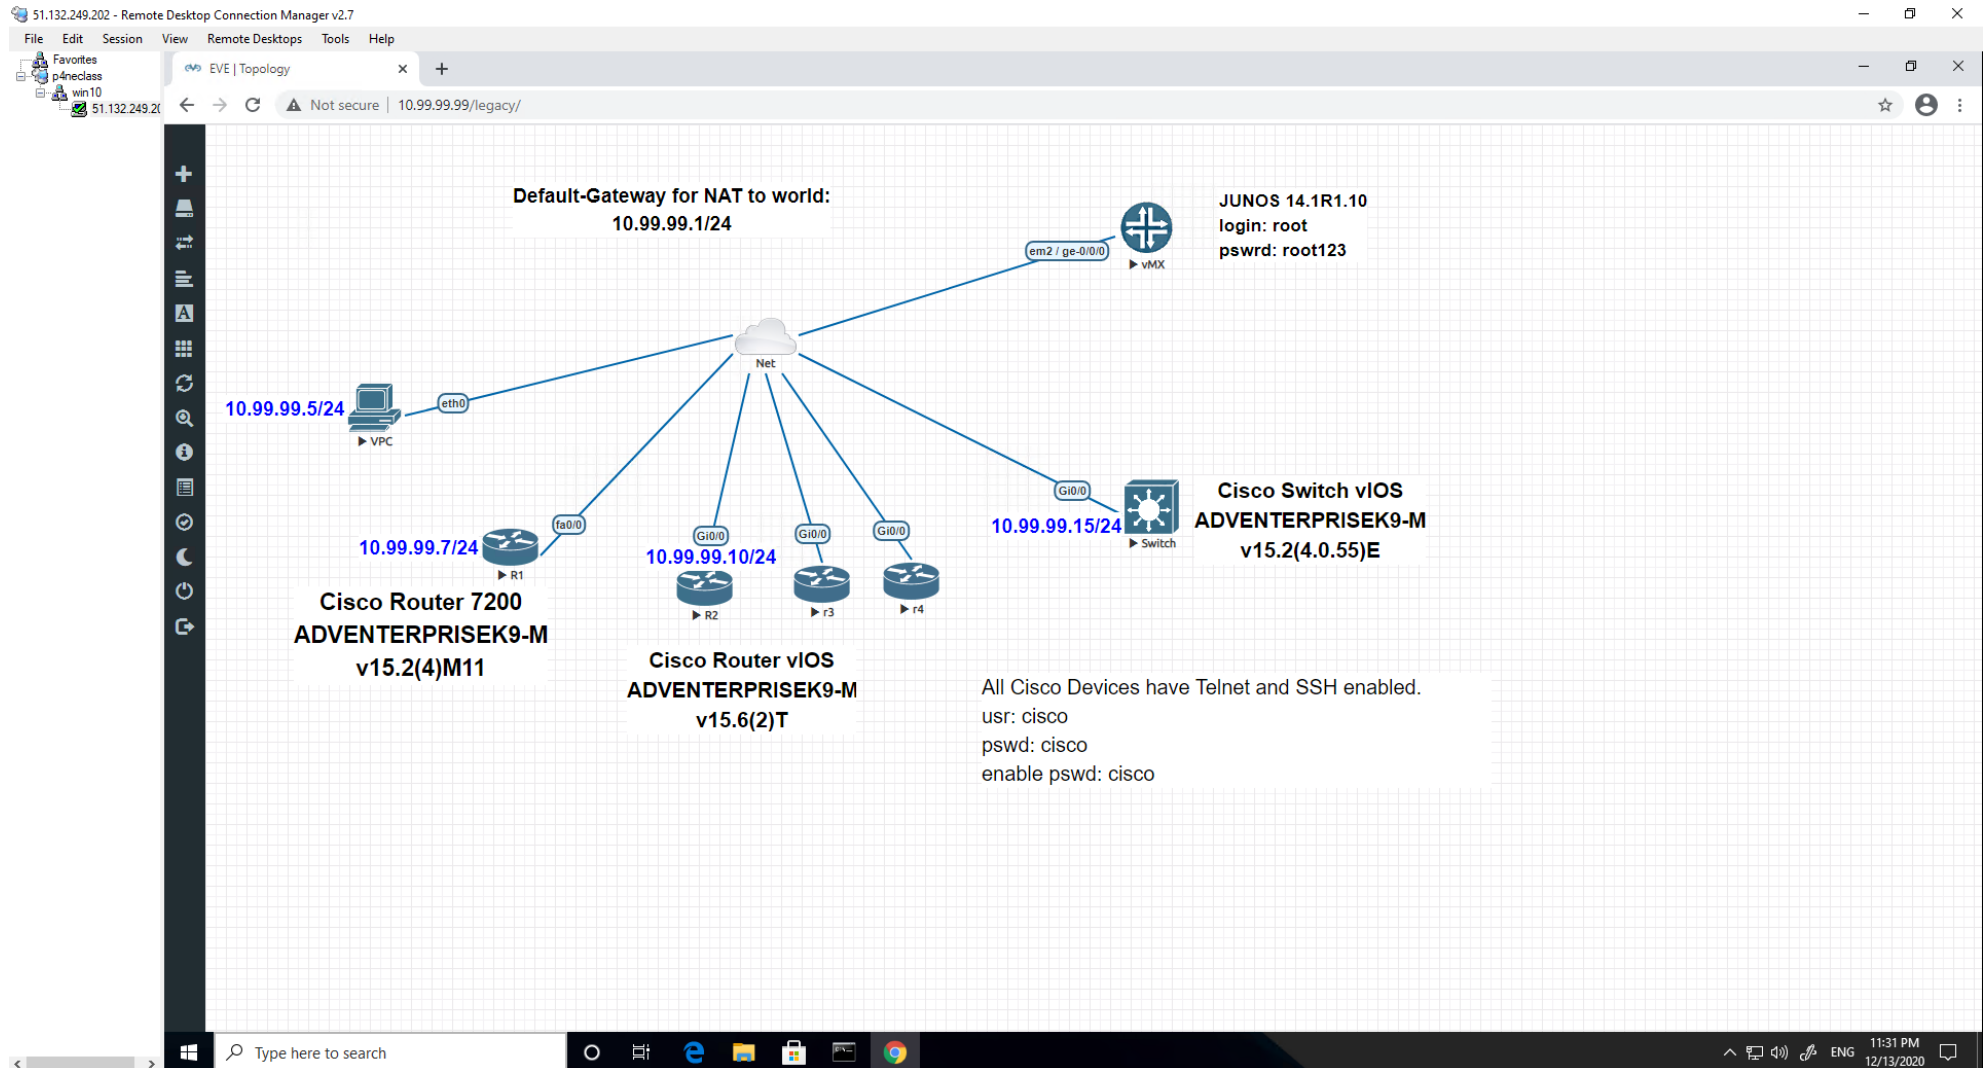 51.132.249.202 - Remote Desktop Connection Manager v2.7
File Edit Session View Remote Desktops Tools Help
Favorites
p4neclass
win10
51.132.249.20
EVE | Topology
Not secure | 10.99.99.99/legacy/
Default-Gateway for NAT to world:
10.99.99.1/24
JUNOS 14.1R1.10
login: root
pswrd: root123
em2 / ge-0/0/0
vMX
Net
10.99.99.5/24
eth0
VPC
Gi0/0
10.99.99.15/24
Switch
Cisco Switch vIOS
ADVENTERPRISEK9-M
v15.2(4.0.55)E
fa0/0
10.99.99.7/24
R1
Cisco Router 7200
ADVENTERPRISEK9-M
v15.2(4)M11
Gi0/0
10.99.99.10/24
R2
Gi0/0
r3
Gi0/0
r4
Cisco Router vIOS
ADVENTERPRISEK9-M
v15.6(2)T
All Cisco Devices have Telnet and SSH enabled.
usr: cisco
pswd: cisco
enable pswd: cisco
Type here to search
ENG
11:31 PM
12/13/2020